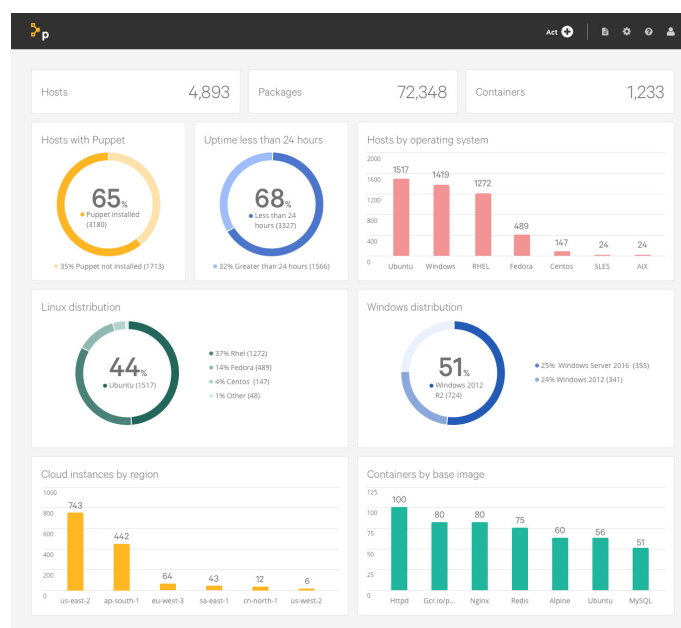 p
Act
Hosts 4,893
Packages 72,348
Containers 1,233
Hosts with Puppet
65%
Puppet installed
(3180)
35% Puppet not installed (1713)
Uptime less than 24 hours
68%
Less than 24
hours (3327)
32% Greater than 24 hours (1566)
Hosts by operating system
2000
1600
1200
800
400
0
1517
1419
1272
489
147
24
24
Ubuntu
Windows
RHEL
Fedora
Centos
SLES
AIX
Linux distribution
44%
Ubuntu (1517)
37% Rhel (1272)
14% Fedora (489)
4% Centos (147)
1% Other (48)
Windows distribution
51%
Windows 2012
R2 (724)
25% Windows Server 2016 (355)
24% Windows 2012 (341)
Cloud instances by region
1000
800
600
400
200
0
743
442
64
43
12
6
us-east-2
ap-south-1
eu-west-3
sa-east-1
cn-north-1
us-west-2
Containers by base image
125
100
75
50
25
0
100
80
80
75
60
56
51
Httpd
Gcr.io/p...
Nginx
Redis
Alpine
Ubuntu
MySQL